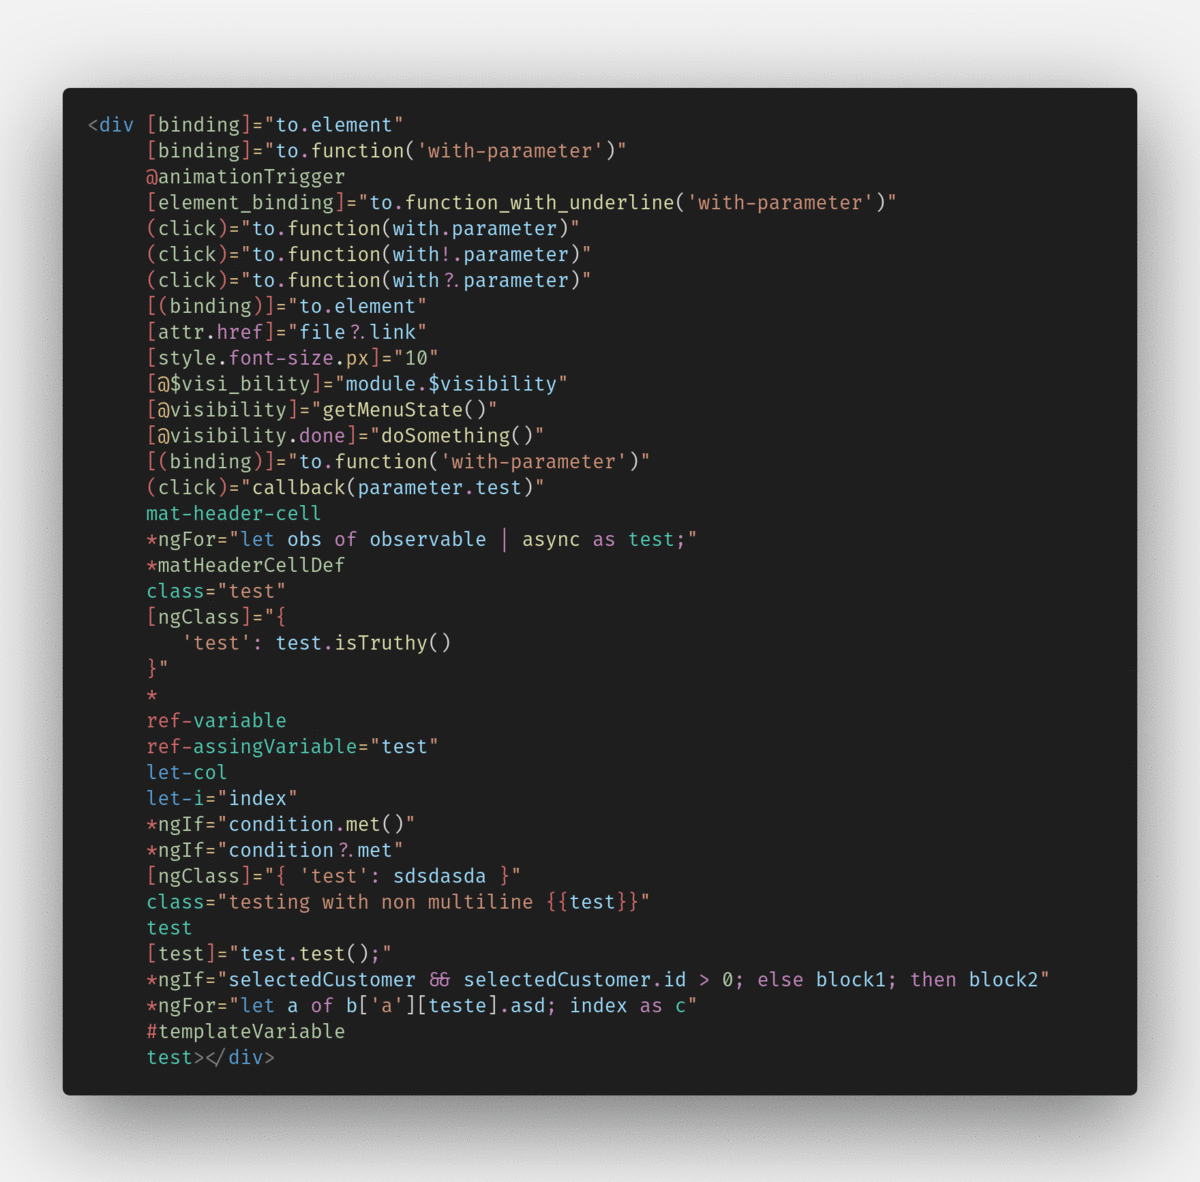 <div [binding]="to.element"
[binding]="to.function('with-parameter')"
@animationTrigger
[element_binding]="to.function_with_underline('with-parameter')"
(click)="to.function(with.parameter)"
(click)="to.function(with!.parameter)"
(click)="to.function(with?.parameter)"
[(binding)]="to.element"
[attr.href]="file?.link"
[style.font-size.px]="10"
[@$visi_bility]="module.$visibility"
[@visibility]="getMenuState()"
[@visibility.done]="doSomething()"
[(binding)]="to.function('with-parameter')"
(click)="callback(parameter.test)"
mat-header-cell
*ngFor="let obs of observable | async as test;"
*matHeaderCellDef
class="test"
[ngClass]="{
'test': test.isTruthy()
}"
*
ref-variable
ref-assingVariable="test"
let-col
let-i="index"
*ngIf="condition.met()"
*ngIf="condition?.met"
[ngClass]="{ 'test': sdsdasda }"
class="testing with non multiline {{test}}"
test
[test]="test.test();"
*ngIf="selectedCustomer && selectedCustomer.id > 0; else block1; then block2"
*ngFor="let a of b['a'][teste].asd; index as c"
#templateVariable
test></div>